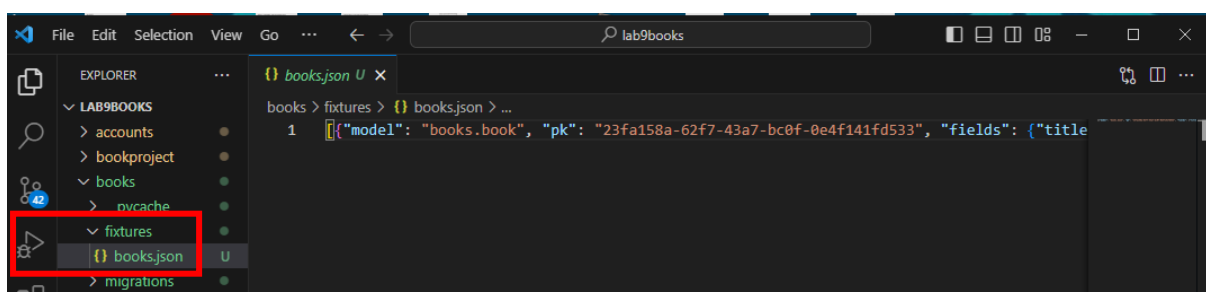 File Edit Selection View Go ··· ← → lab9books
EXPLORER ···
{} books.json U ×
LAB9BOOKS
books > fixtures > {} books.json > ...
1 [{"model": "books.book", "pk": "23fa158a-62f7-43a7-bc0f-0e4f141fd533", "fields": {"title
> accounts
> bookproject
books
42
> __pycache__
fixtures
{} books.json U
> migrations